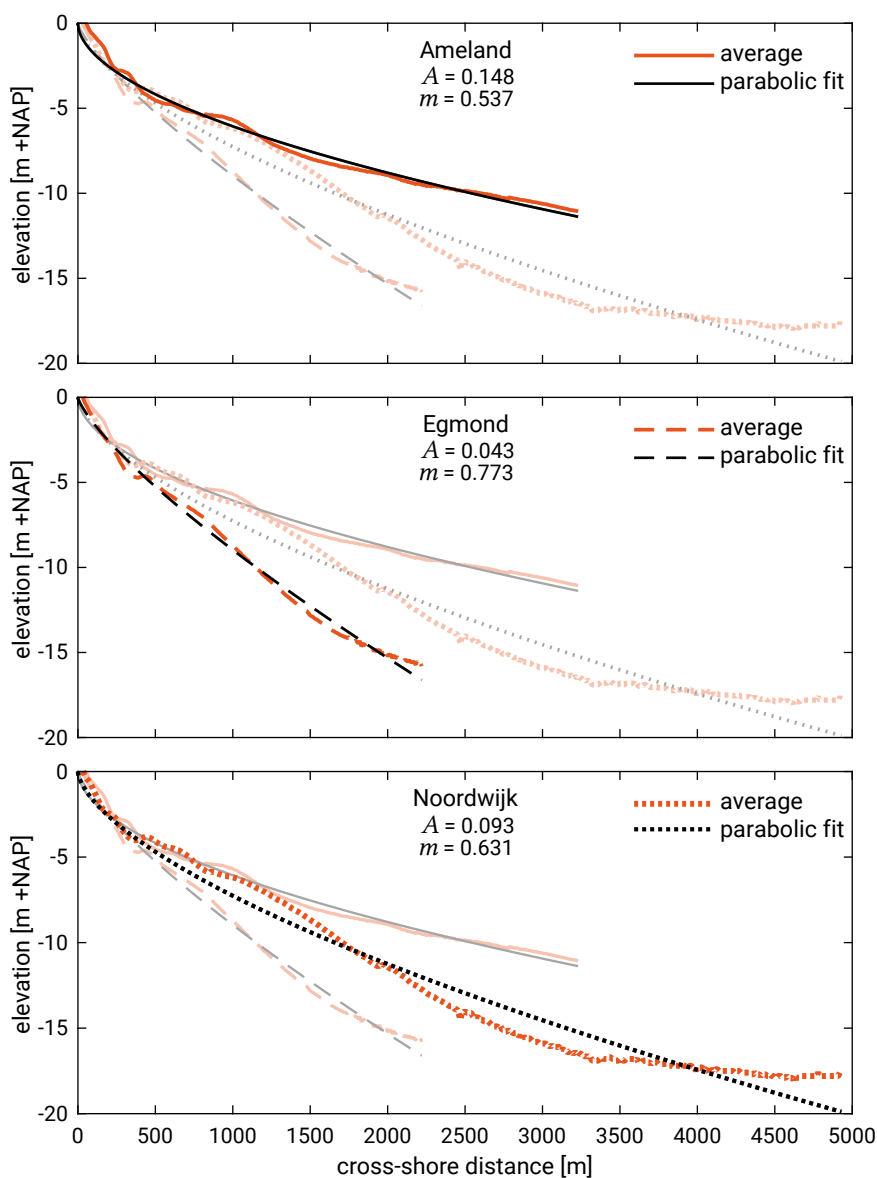 0
-5
-10
-15
-20
elevation [m +NAP]
Ameland
A = 0.148
m = 0.537
average
parabolic fit
0
-5
-10
-15
-20
elevation [m +NAP]
Egmond
A = 0.043
m = 0.773
average
parabolic fit
0
-5
-10
-15
-20
elevation [m +NAP]
Noordwijk
A = 0.093
m = 0.631
average
parabolic fit
0 500 1000 1500 2000 2500 3000 3500 4000 4500 5000
cross-shore distance [m]